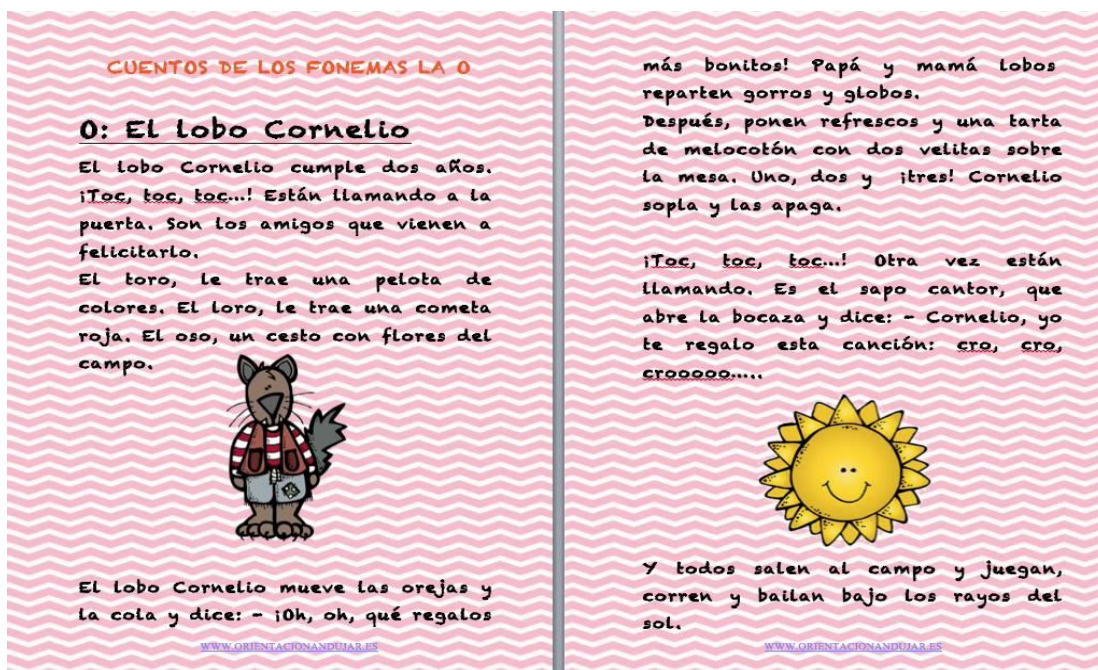 CUENTOS DE LOS FONEMAS LA O
O: El lobo Cornelio
El lobo Cornelio cumple dos años.
¡Toc, toc, toc…! Están llamando a la
puerta. Son los amigos que vienen a
felicitarlo.
El toro, le trae una pelota de
colores. El loro, le trae una cometa
roja. El oso, un cesto con flores del
campo.
El lobo Cornelio mueve las orejas y
la cola y dice: - ¡Oh, oh, qué regalos
WWW.ORIENTACIONANDUJAR.ES
más bonitos! Papá y mamá lobos
reparten gorros y globos.
Después, ponen refrescos y una tarta
de melocotón con dos velitas sobre
la mesa. Uno, dos y ¡tres! Cornelio
sopla y las apaga.
¡Toc, toc, toc…! Otra vez están
llamando. Es el sapo cantor, que
abre la bocaza y dice: - Cornelio, yo
te regalo esta canción: cro, cro,
crooooo…..
Y todos salen al campo y juegan,
corren y bailan bajo los rayos del
sol.
WWW.ORIENTACIONANDUJAR.ES